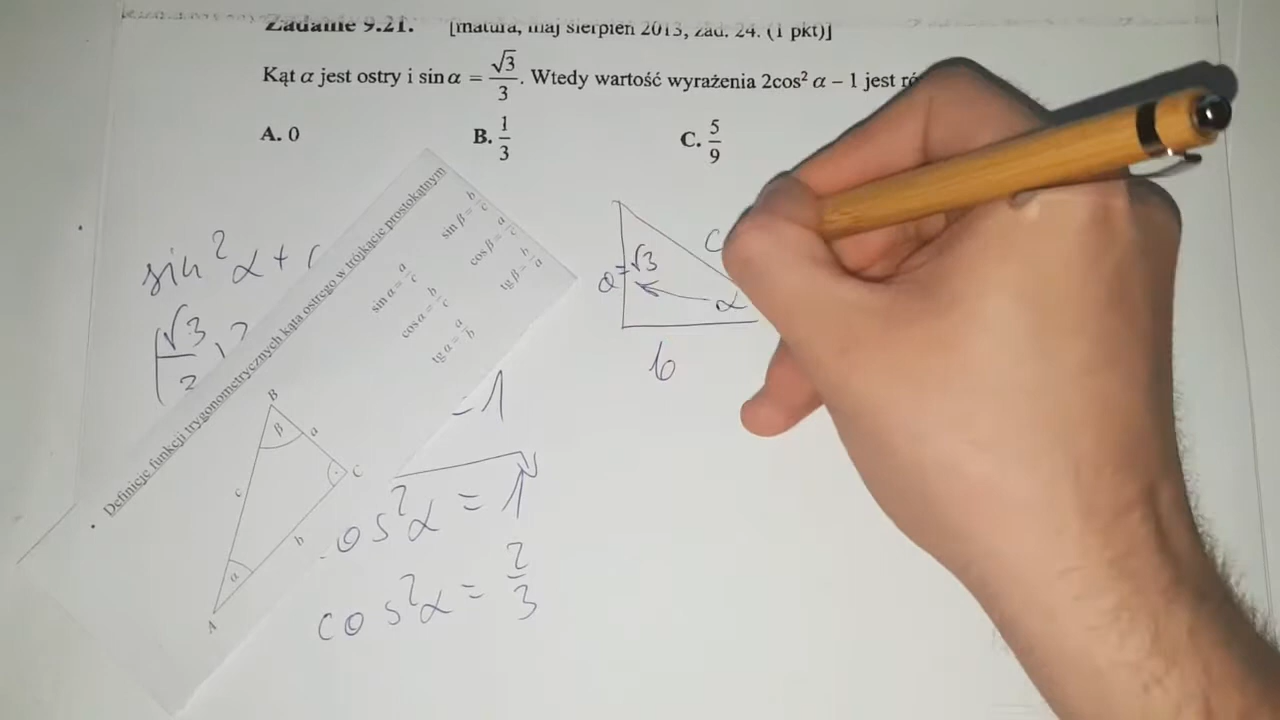 Zadanie 9.21. [matura, maj sierpień 2013, zad. 24. (1 pkt)]
Kąt α jest ostry i sin α = √3/3. Wtedy wartość wyrażenia 2cos² α – 1 jest
A. 0 B. 1/3 C. 5/9
sin²α +
√3
-1
cos²α = 1
cos²α = 2/3
Definicje funkcji trygonometrycznych kąta ostrego w trójkącie prostokątnym
sin α = a/c sin β = b/c
cos α = b/c cos β = a/c
tg α = a/b tg β = b/a
B
β
a
c
C
b
α
A
a=√3
c
α
b